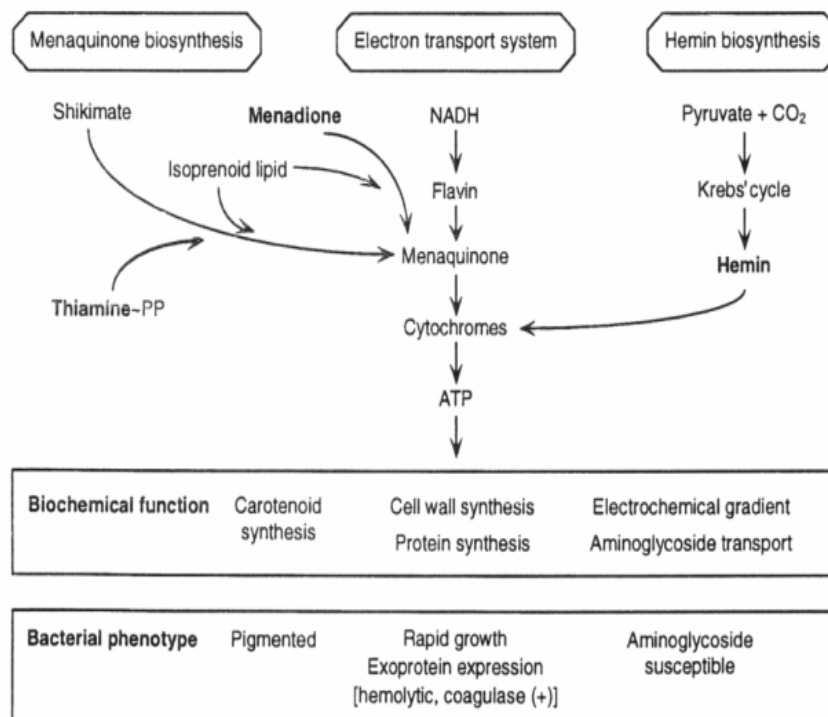 Menaquinone biosynthesis
Electron transport system
Hemin biosynthesis
Shikimate
Menadione
NADH
Pyruvate + CO₂
Isoprenoid lipid
Flavin
Krebs' cycle
Menaquinone
Hemin
Thiamine~PP
Cytochromes
ATP
Biochemical function
Carotenoid
synthesis
Cell wall synthesis
Protein synthesis
Electrochemical gradient
Aminoglycoside transport
Bacterial phenotype
Pigmented
Rapid growth
Exoprotein expression
[hemolytic, coagulase (+)]
Aminoglycoside
susceptible